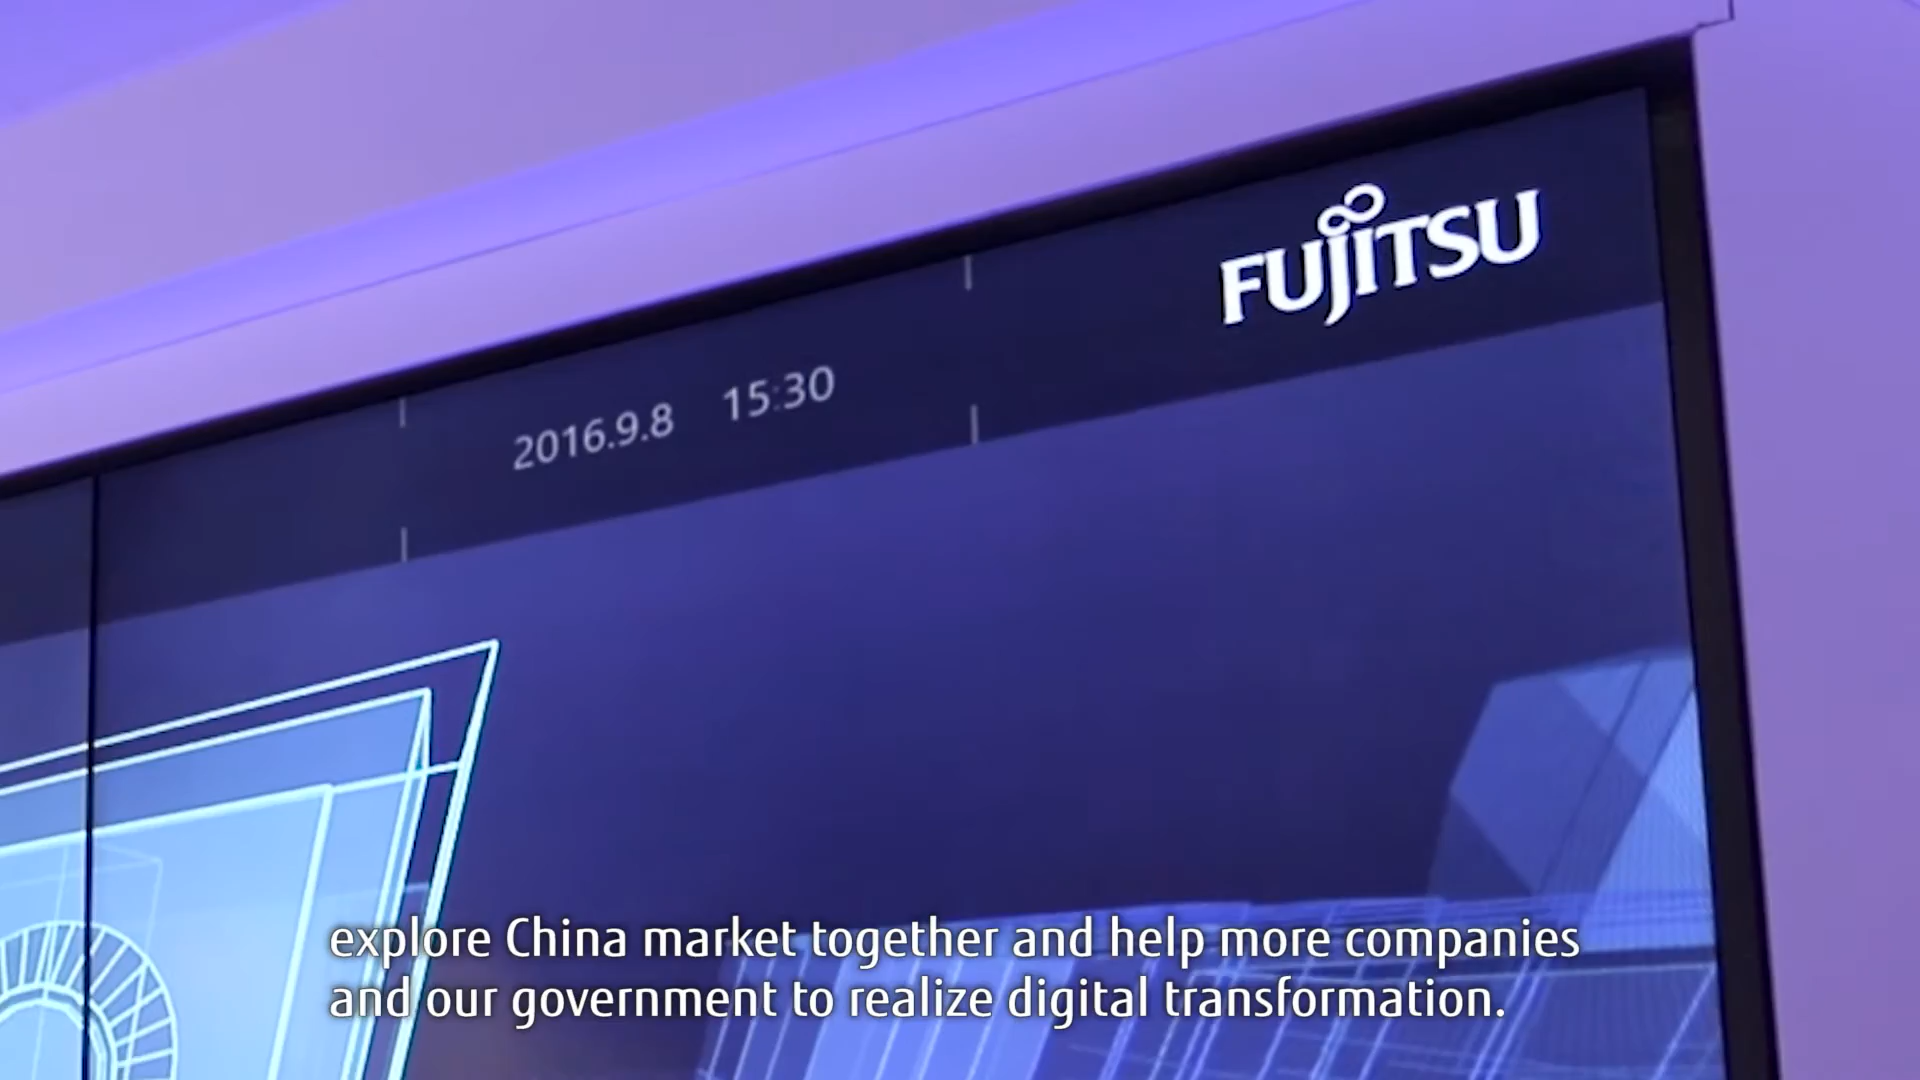 FUJITSU
2016.9.8 15:30
explore China market together and help more companies
and our government to realize digital transformation.